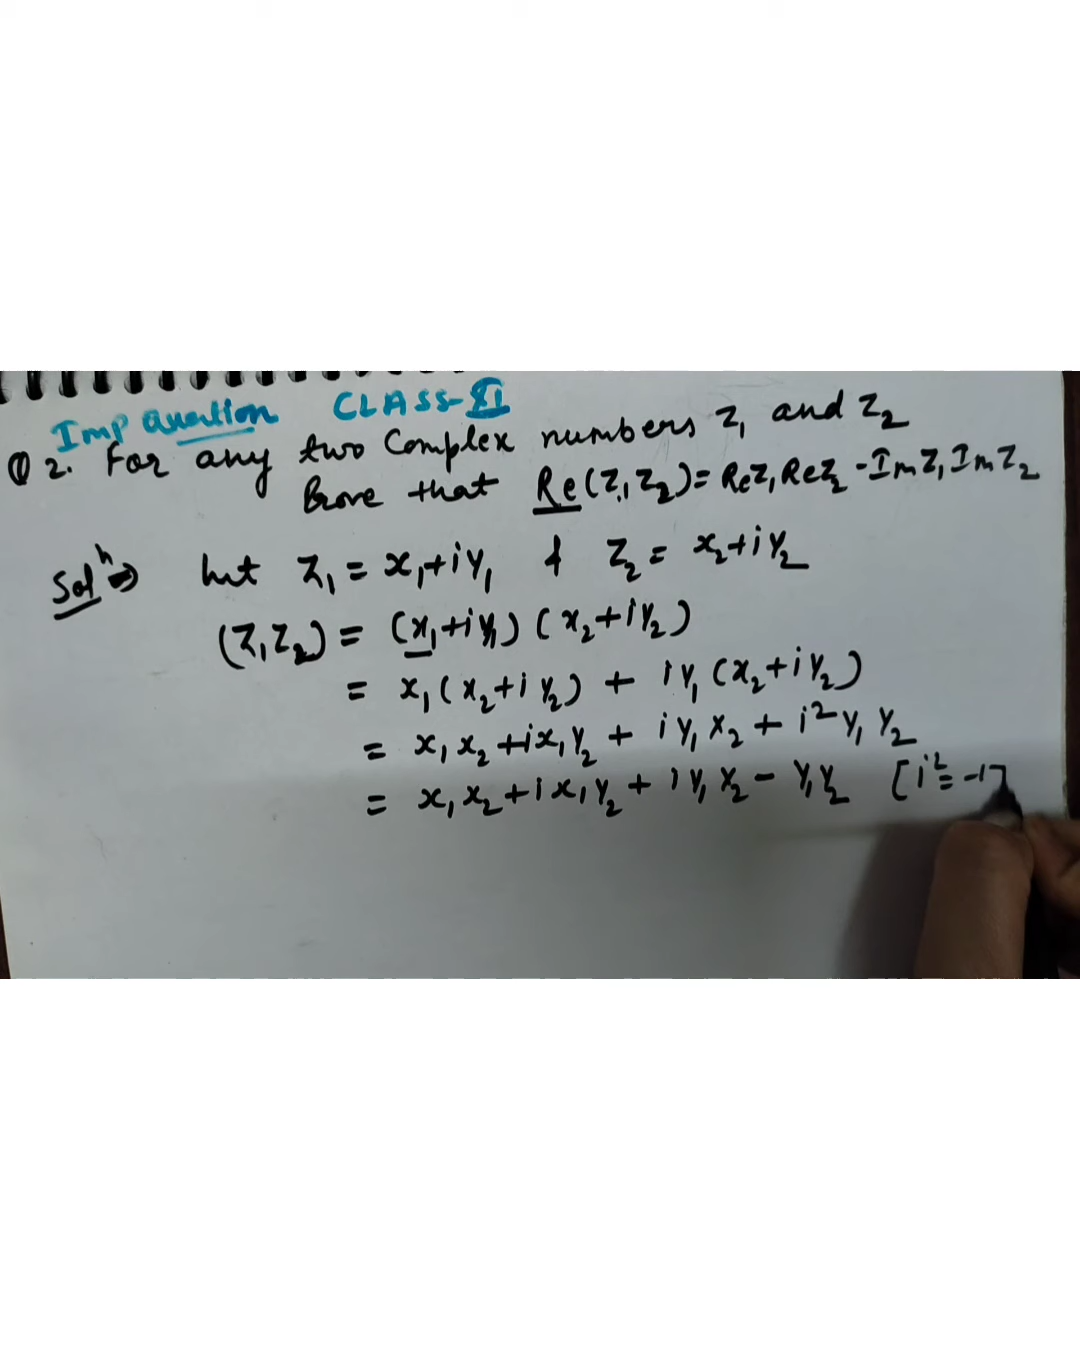 Imp Question CLASS-XI
Q 2. For any two Complex numbers z₁ and z₂
Prove that Re(z₁z₂)= Rez₁Rez₂ - Imz₁Imz₂
Solⁿ⇒ Let z₁ = x₁+iy₁ & z₂ = x₂+iy₂
(z₁z₂) = (x₁+iy₁) (x₂+iy₂)
= x₁(x₂+iy₂) + iy₁(x₂+iy₂)
= x₁x₂+ix₁y₂ + iy₁x₂ + i²y₁y₂
= x₁x₂+ix₁y₂ + iy₁x₂ - y₁y₂ [i²=-1]